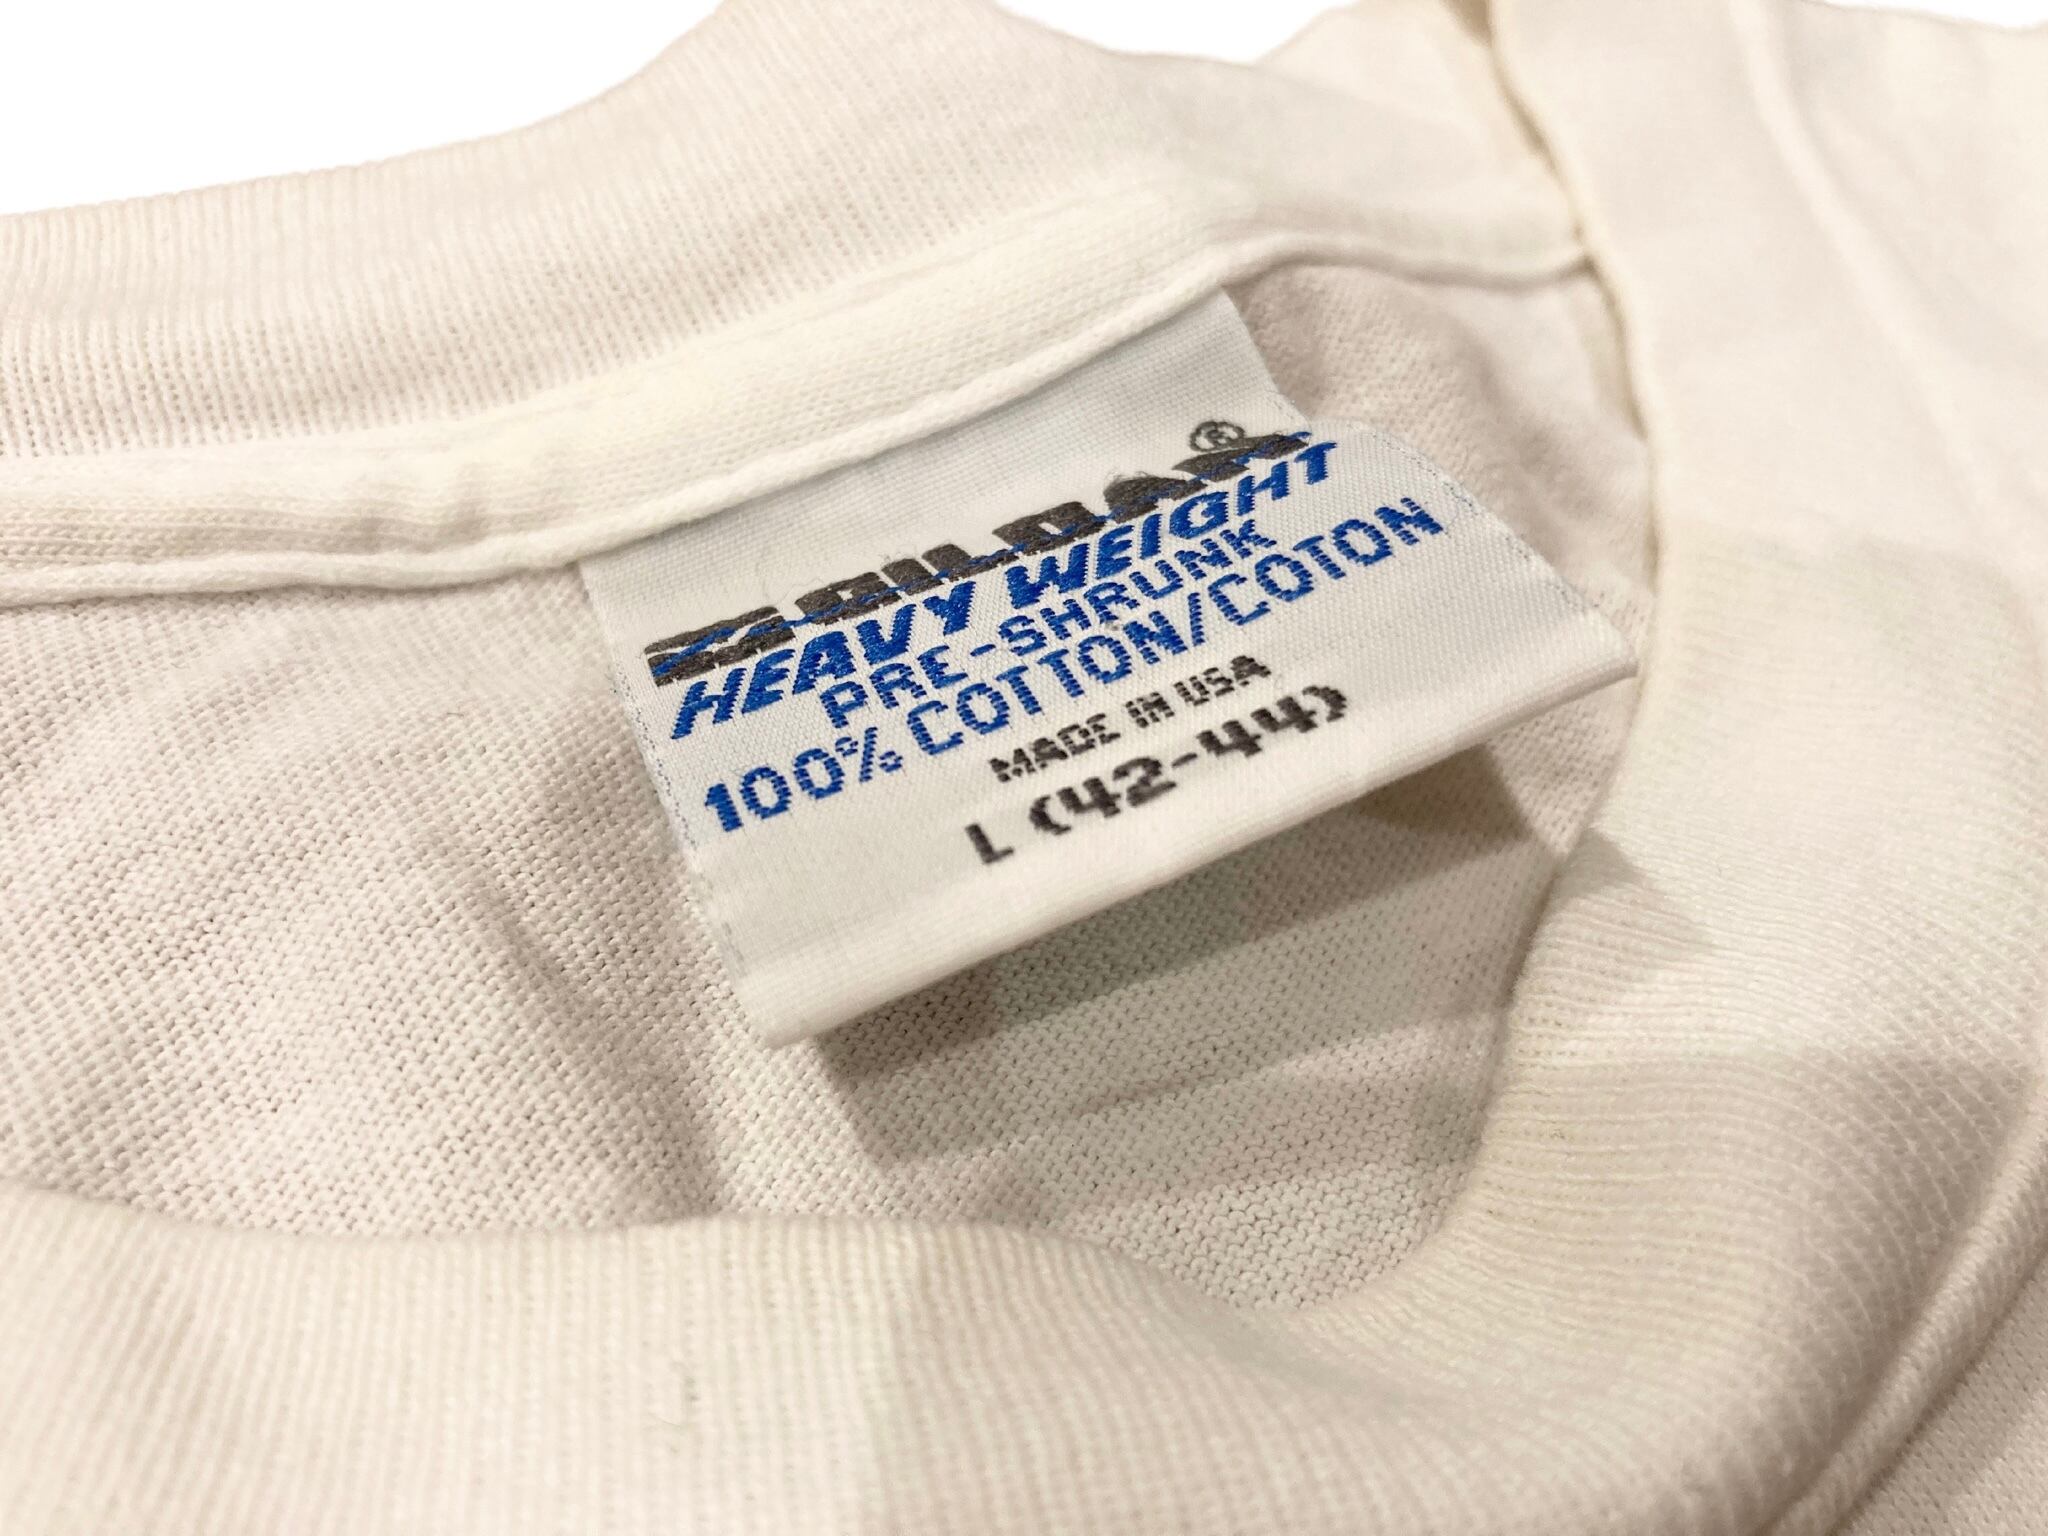 GILDAN®
HEAVY WEIGHT
PRE-SHRUNK
100% COTTON/COTON
MADE IN USA
L (42-44)